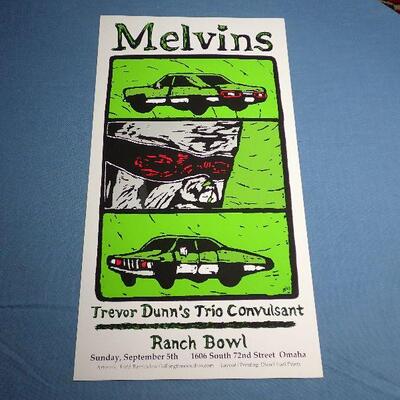 Melvins
Trevor Dunn's Trio Convulsant
Ranch Bowl
Sunday, September 5th 1606 South 72nd Street Omaha